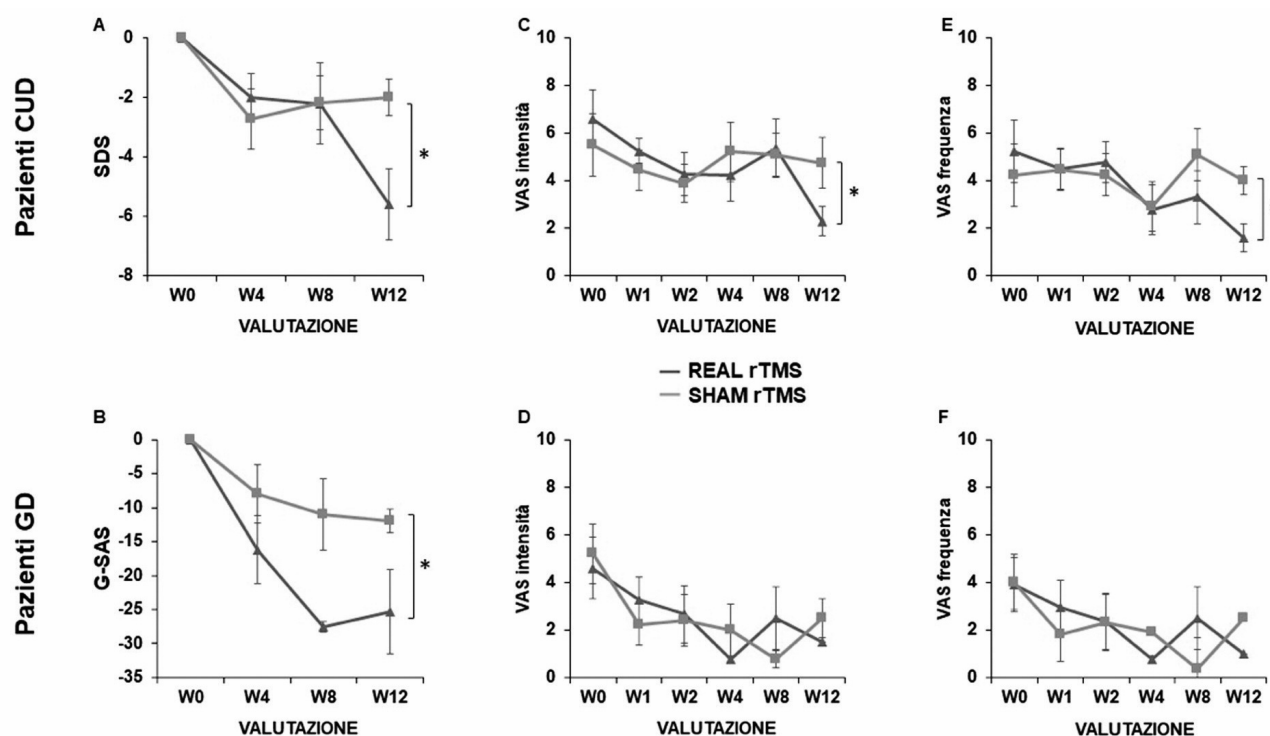 Pazienti CUD
A
SDS
0
-2
-4
-6
-8
*
W0 W4 W8 W12
VALUTAZIONE
C
VAS intensità
10
8
6
4
2
0
*
W0 W1 W2 W4 W8 W12
VALUTAZIONE
E
VAS frequenza
10
8
6
4
2
0
W0 W1 W2 W4 W8 W12
VALUTAZIONE
REAL rTMS
SHAM rTMS
Pazienti GD
B
G-SAS
0
-5
-10
-15
-20
-25
-30
-35
*
W0 W4 W8 W12
VALUTAZIONE
D
VAS intensità
10
8
6
4
2
0
W0 W1 W2 W4 W8 W12
VALUTAZIONE
F
VAS frequenza
10
8
6
4
2
0
W0 W1 W2 W4 W8 W12
VALUTAZIONE